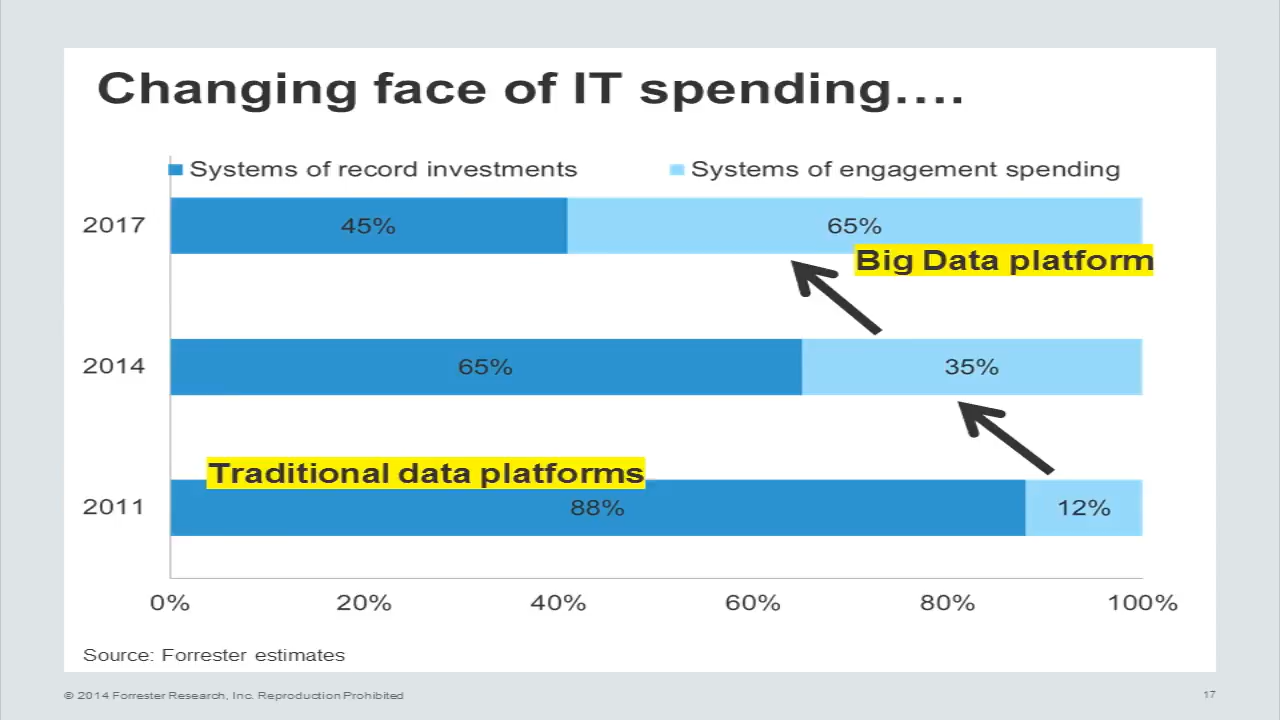 Changing face of IT spending....
Systems of record investments
Systems of engagement spending
2017
45%
65%
Big Data platform
2014
65%
35%
Traditional data platforms
2011
88%
12%
0%
20%
40%
60%
80%
100%
Source: Forrester estimates
© 2014 Forrester Research, Inc. Reproduction Prohibited
17